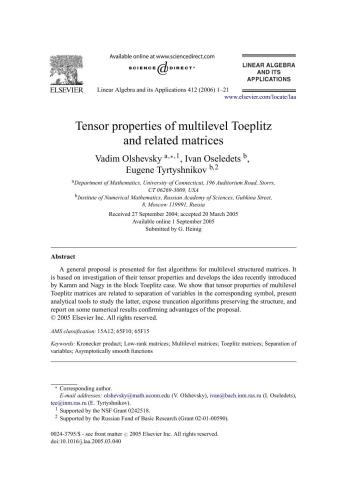 Available online at www.sciencedirect.com
SCIENCE @ DIRECT®
LINEAR ALGEBRA
AND ITS
APPLICATIONS
ELSEVIER
Linear Algebra and its Applications 412 (2006) 1–21
www.elsevier.com/locate/laa
Tensor properties of multilevel Toeplitz
and related matrices
Vadim Olshevsky a,*,1, Ivan Oseledets b,
Eugene Tyrtyshnikov b,2
a Department of Mathematics, University of Connecticut, 196 Auditorium Road, Storrs,
CT 06269-3009, USA
b Institute of Numerical Mathematics, Russian Academy of Sciences, Gubkina Street,
8, Moscow 119991, Russia
Received 27 September 2004; accepted 20 March 2005
Available online 1 September 2005
Submitted by G. Heinig
Abstract
A general proposal is presented for fast algorithms for multilevel structured matrices. It
is based on investigation of their tensor properties and develops the idea recently introduced
by Kamm and Nagy in the block Toeplitz case. We show that tensor properties of multilevel
Toeplitz matrices are related to separation of variables in the corresponding symbol, present
analytical tools to study the latter, expose truncation algorithms preserving the structure, and
report on some numerical results confirming advantages of the proposal.
© 2005 Elsevier Inc. All rights reserved.
AMS classification: 15A12; 65F10; 65F15
Keywords: Kronecker product; Low-rank matrices; Multilevel matrices; Toeplitz matrices; Separation of
variables; Asymptotically smooth functions
* Corresponding author.
E-mail addresses: olshevsky@math.uconn.edu (V. Olshevsky), ivan@bach.inm.ras.ru (I. Oseledets),
tee@inm.ras.ru (E. Tyrtyshnikov).
1 Supported by the NSF Grant 0242518.
2 Supported by the Russian Fund of Basic Research (Grant 02-01-00590).
0024-3795/$ - see front matter © 2005 Elsevier Inc. All rights reserved.
doi:10.1016/j.laa.2005.03.040